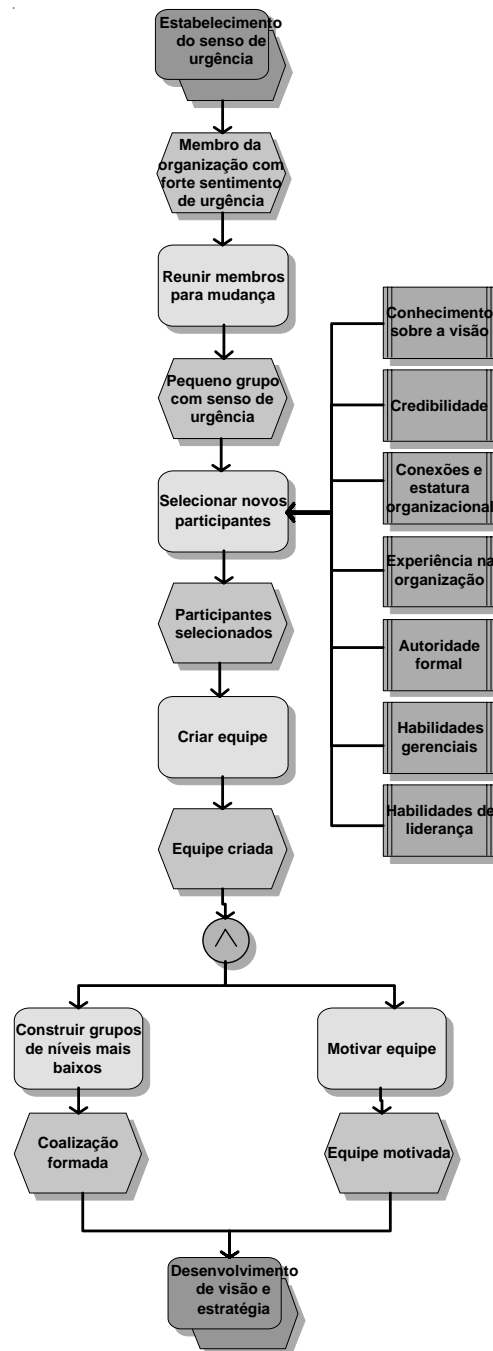 Estabelecimento
do senso de
urgência
Membro da
organização com
forte sentimento
de urgência
Reunir membros
para mudança
Pequeno grupo
com senso de
urgência
Selecionar novos
participantes
Participantes
selecionados
Criar equipe
Equipe criada
Conhecimento
sobre a visão
Credibilidade
Conexões e
estatura
organizacional
Experiência na
organização
Autoridade
formal
Habilidades
gerenciais
Habilidades de
liderança
Construir grupos
de níveis mais
baixos
Motivar equipe
Coalização
formada
Equipe motivada
Desenvolvimento
de visão e
estratégia